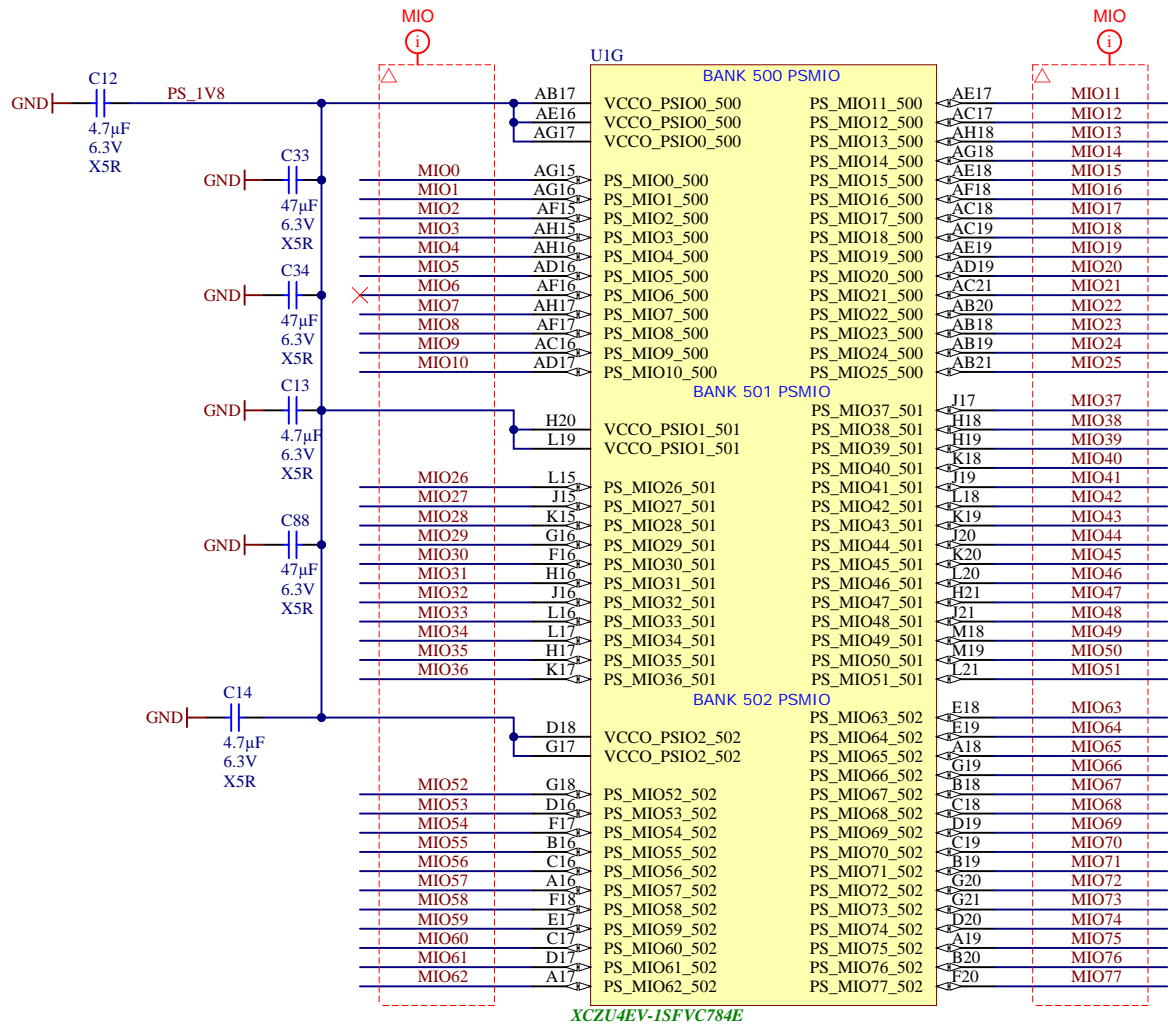 MIO
MIO
i
i
U1G
BANK 500 PSMIO
C12
GND
PS_1V8
4.7µF
6.3V
X5R
AB17 VCCO_PSIO0_500 PS_MIO11_500 AE17 MIO11
AE16 VCCO_PSIO0_500 PS_MIO12_500 AC17 MIO12
AG17 VCCO_PSIO0_500 PS_MIO13_500 AH18 MIO13
PS_MIO14_500 AG18 MIO14
C33
GND
47µF
6.3V
X5R
MIO0 AG15 PS_MIO0_500 PS_MIO15_500 AE18 MIO15
MIO1 AG16 PS_MIO1_500 PS_MIO16_500 AF18 MIO16
MIO2 AF15 PS_MIO2_500 PS_MIO17_500 AC18 MIO17
MIO3 AH15 PS_MIO3_500 PS_MIO18_500 AC19 MIO18
MIO4 AH16 PS_MIO4_500 PS_MIO19_500 AE19 MIO19
C34
GND
47µF
6.3V
X5R
MIO5 AD16 PS_MIO5_500 PS_MIO20_500 AD19 MIO20
MIO6 AF16 PS_MIO6_500 PS_MIO21_500 AC21 MIO21
MIO7 AH17 PS_MIO7_500 PS_MIO22_500 AB20 MIO22
MIO8 AF17 PS_MIO8_500 PS_MIO23_500 AB18 MIO23
MIO9 AC16 PS_MIO9_500 PS_MIO24_500 AB19 MIO24
MIO10 AD17 PS_MIO10_500 PS_MIO25_500 AB21 MIO25
BANK 501 PSMIO
C13
GND
4.7µF
6.3V
X5R
PS_MIO37_501 J17 MIO37
H20 VCCO_PSIO1_501 PS_MIO38_501 H18 MIO38
L19 VCCO_PSIO1_501 PS_MIO39_501 H19 MIO39
PS_MIO40_501 K18 MIO40
MIO26 L15 PS_MIO26_501 PS_MIO41_501 J19 MIO41
MIO27 J15 PS_MIO27_501 PS_MIO42_501 L18 MIO42
MIO28 K15 PS_MIO28_501 PS_MIO43_501 K19 MIO43
C88
GND
47µF
6.3V
X5R
MIO29 G16 PS_MIO29_501 PS_MIO44_501 J20 MIO44
MIO30 F16 PS_MIO30_501 PS_MIO45_501 K20 MIO45
MIO31 H16 PS_MIO31_501 PS_MIO46_501 L20 MIO46
MIO32 J16 PS_MIO32_501 PS_MIO47_501 H21 MIO47
MIO33 L16 PS_MIO33_501 PS_MIO48_501 J21 MIO48
MIO34 L17 PS_MIO34_501 PS_MIO49_501 M18 MIO49
MIO35 H17 PS_MIO35_501 PS_MIO50_501 M19 MIO50
MIO36 K17 PS_MIO36_501 PS_MIO51_501 L21 MIO51
BANK 502 PSMIO
C14
GND
4.7µF
6.3V
X5R
PS_MIO63_502 E18 MIO63
D18 VCCO_PSIO2_502 PS_MIO64_502 E19 MIO64
G17 VCCO_PSIO2_502 PS_MIO65_502 A18 MIO65
PS_MIO66_502 G19 MIO66
MIO52 G18 PS_MIO52_502 PS_MIO67_502 B18 MIO67
MIO53 D16 PS_MIO53_502 PS_MIO68_502 C18 MIO68
MIO54 F17 PS_MIO54_502 PS_MIO69_502 D19 MIO69
MIO55 B16 PS_MIO55_502 PS_MIO70_502 C19 MIO70
MIO56 C16 PS_MIO56_502 PS_MIO71_502 B19 MIO71
MIO57 A16 PS_MIO57_502 PS_MIO72_502 G20 MIO72
MIO58 F18 PS_MIO58_502 PS_MIO73_502 G21 MIO73
MIO59 E17 PS_MIO59_502 PS_MIO74_502 D20 MIO74
MIO60 C17 PS_MIO60_502 PS_MIO75_502 A19 MIO75
MIO61 D17 PS_MIO61_502 PS_MIO76_502 B20 MIO76
MIO62 A17 PS_MIO62_502 PS_MIO77_502 F20 MIO77
XCZU4EV-1SFVC784E